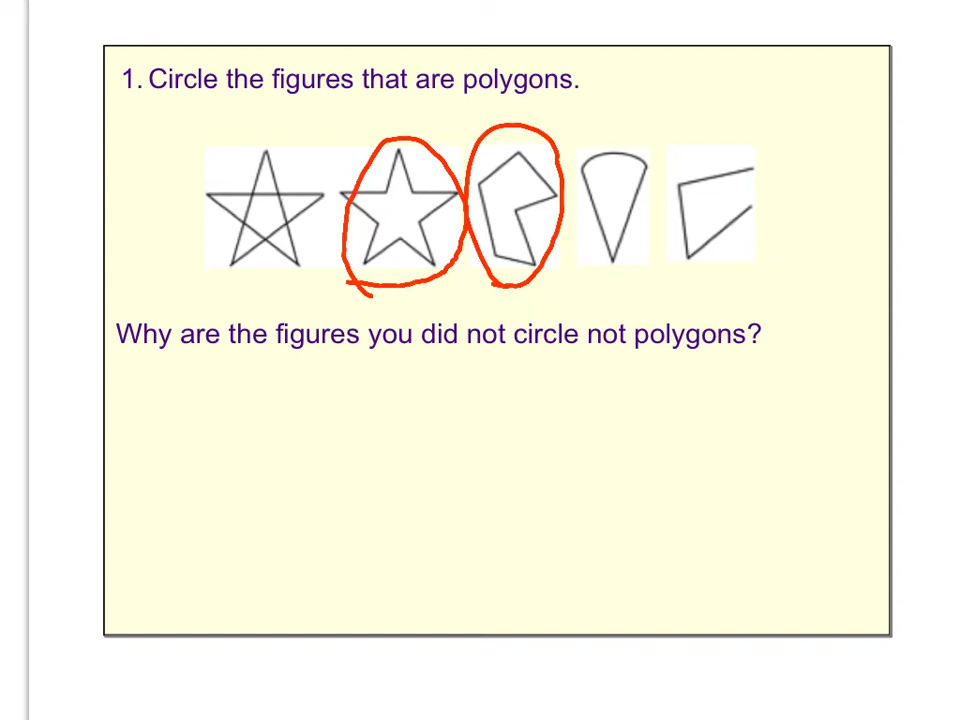 1. Circle the figures that are polygons.
Why are the figures you did not circle not polygons?